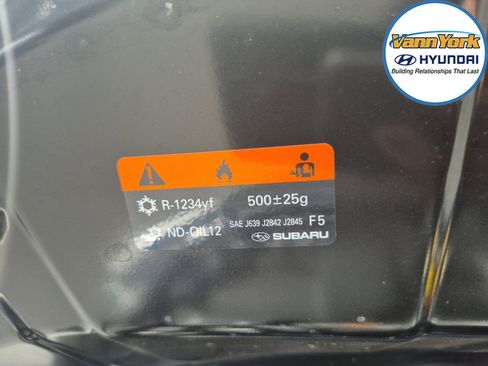 VannYork
HYUNDAI
Building Relationships That Last
R-1234yf 500±25g
SAE J639 J2842 J2845 F5
ND-OIL12 SUBARU